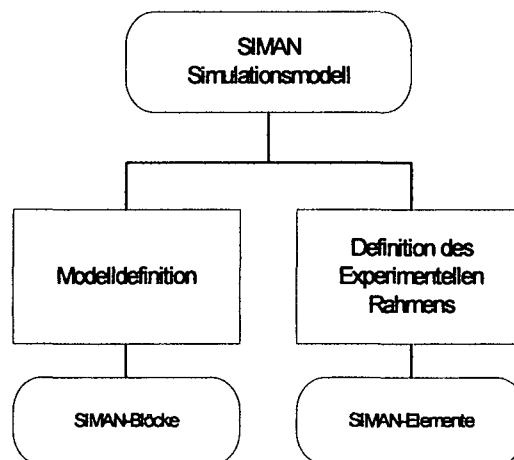 SIMAN
Simulationsmodell
Modelldefinition
Definition des
Experimentellen
Rahmens
SIMAN-Blöcke
SIMAN-Elemente